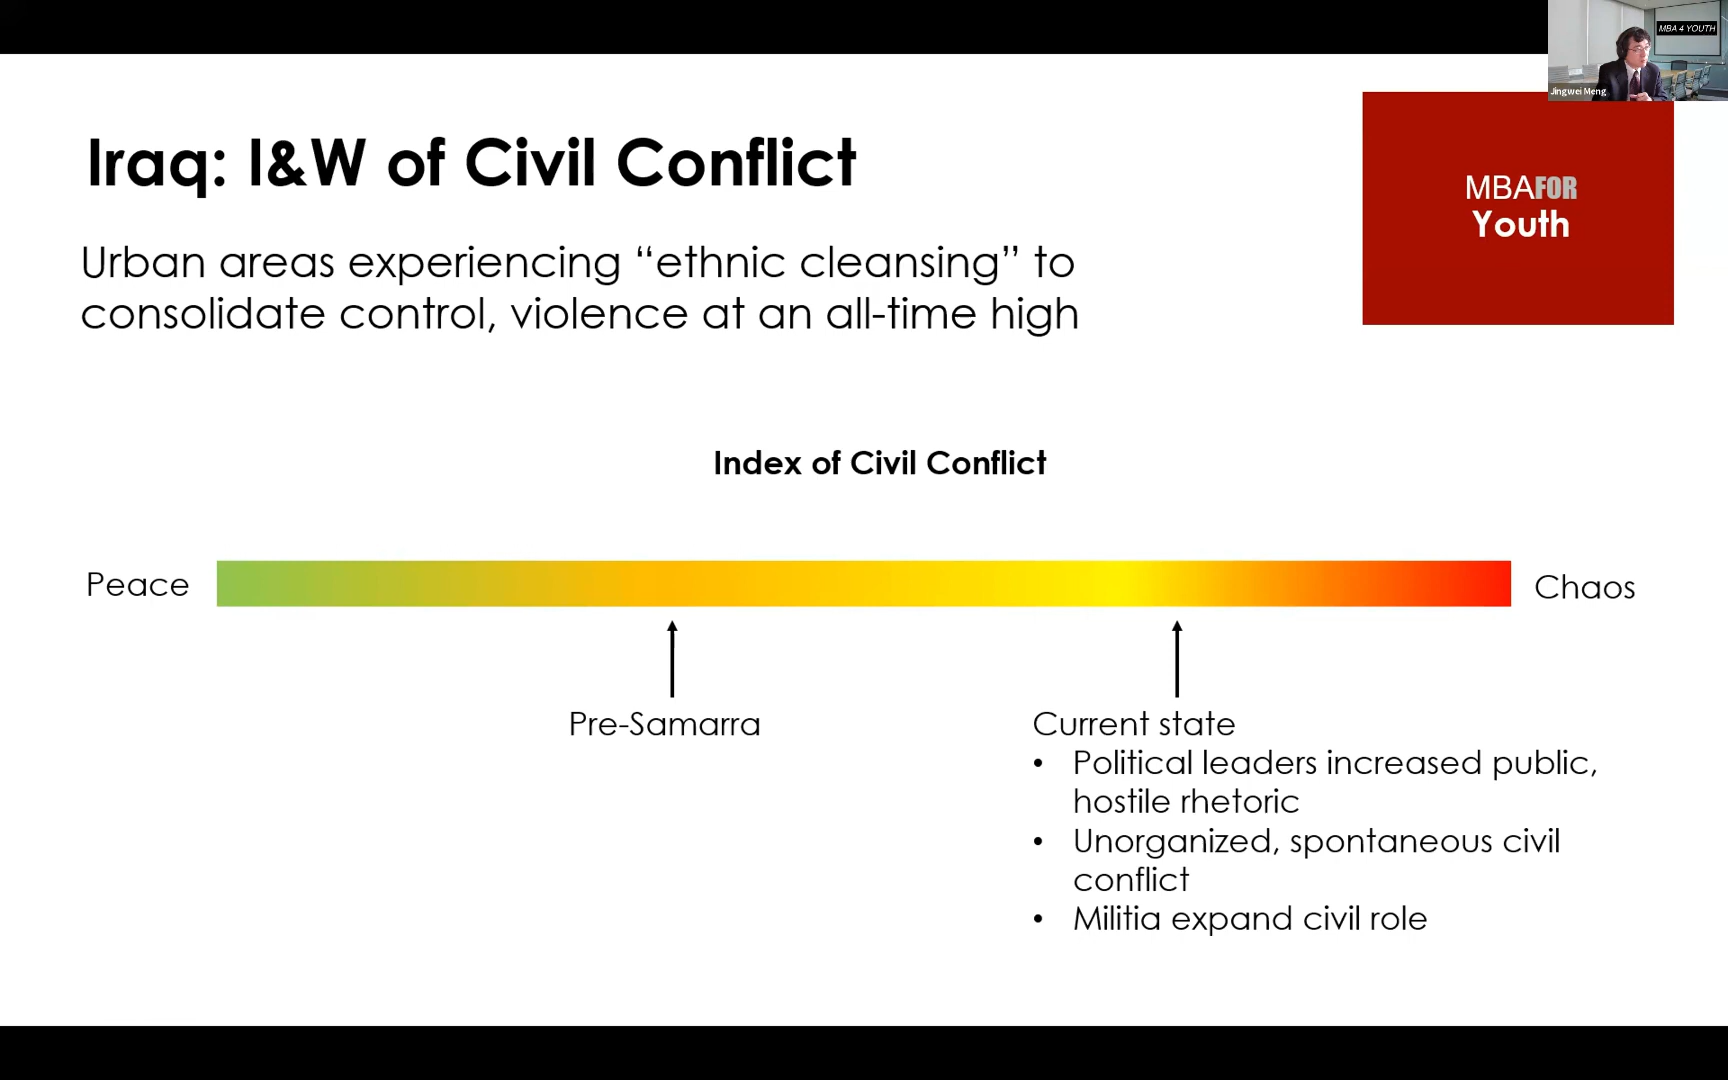 MBA 4 YOUTH
Jingwei Meng
Iraq: I&W of Civil Conflict
MBAFOR
Youth
Urban areas experiencing “ethnic cleansing” to
consolidate control, violence at an all-time high
Index of Civil Conflict
Peace
Chaos
Pre-Samarra
Current state
• Political leaders increased public,
hostile rhetoric
• Unorganized, spontaneous civil
conflict
• Militia expand civil role